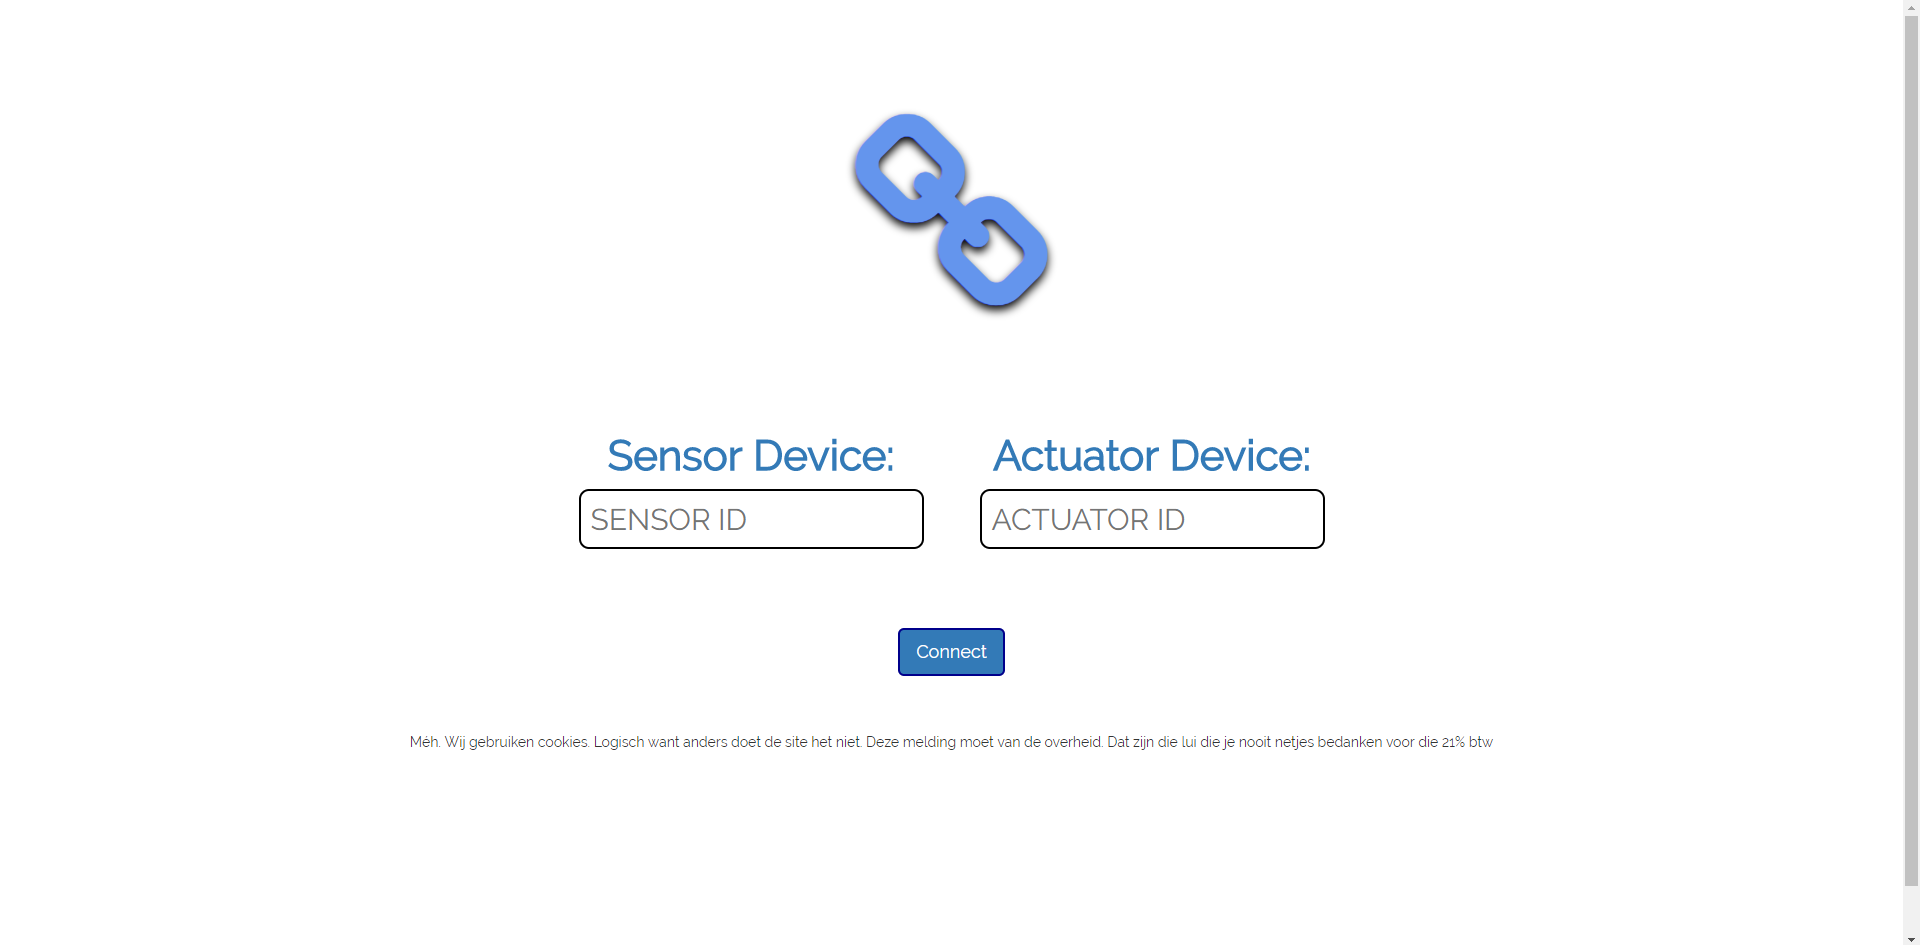 Sensor Device:
Actuator Device:
SENSOR ID
ACTUATOR ID
Connect
Méh. Wij gebruiken cookies. Logisch want anders doet de site het niet. Deze melding moet van de overheid. Dat zijn die lui die je nooit netjes bedanken voor die 21% btw